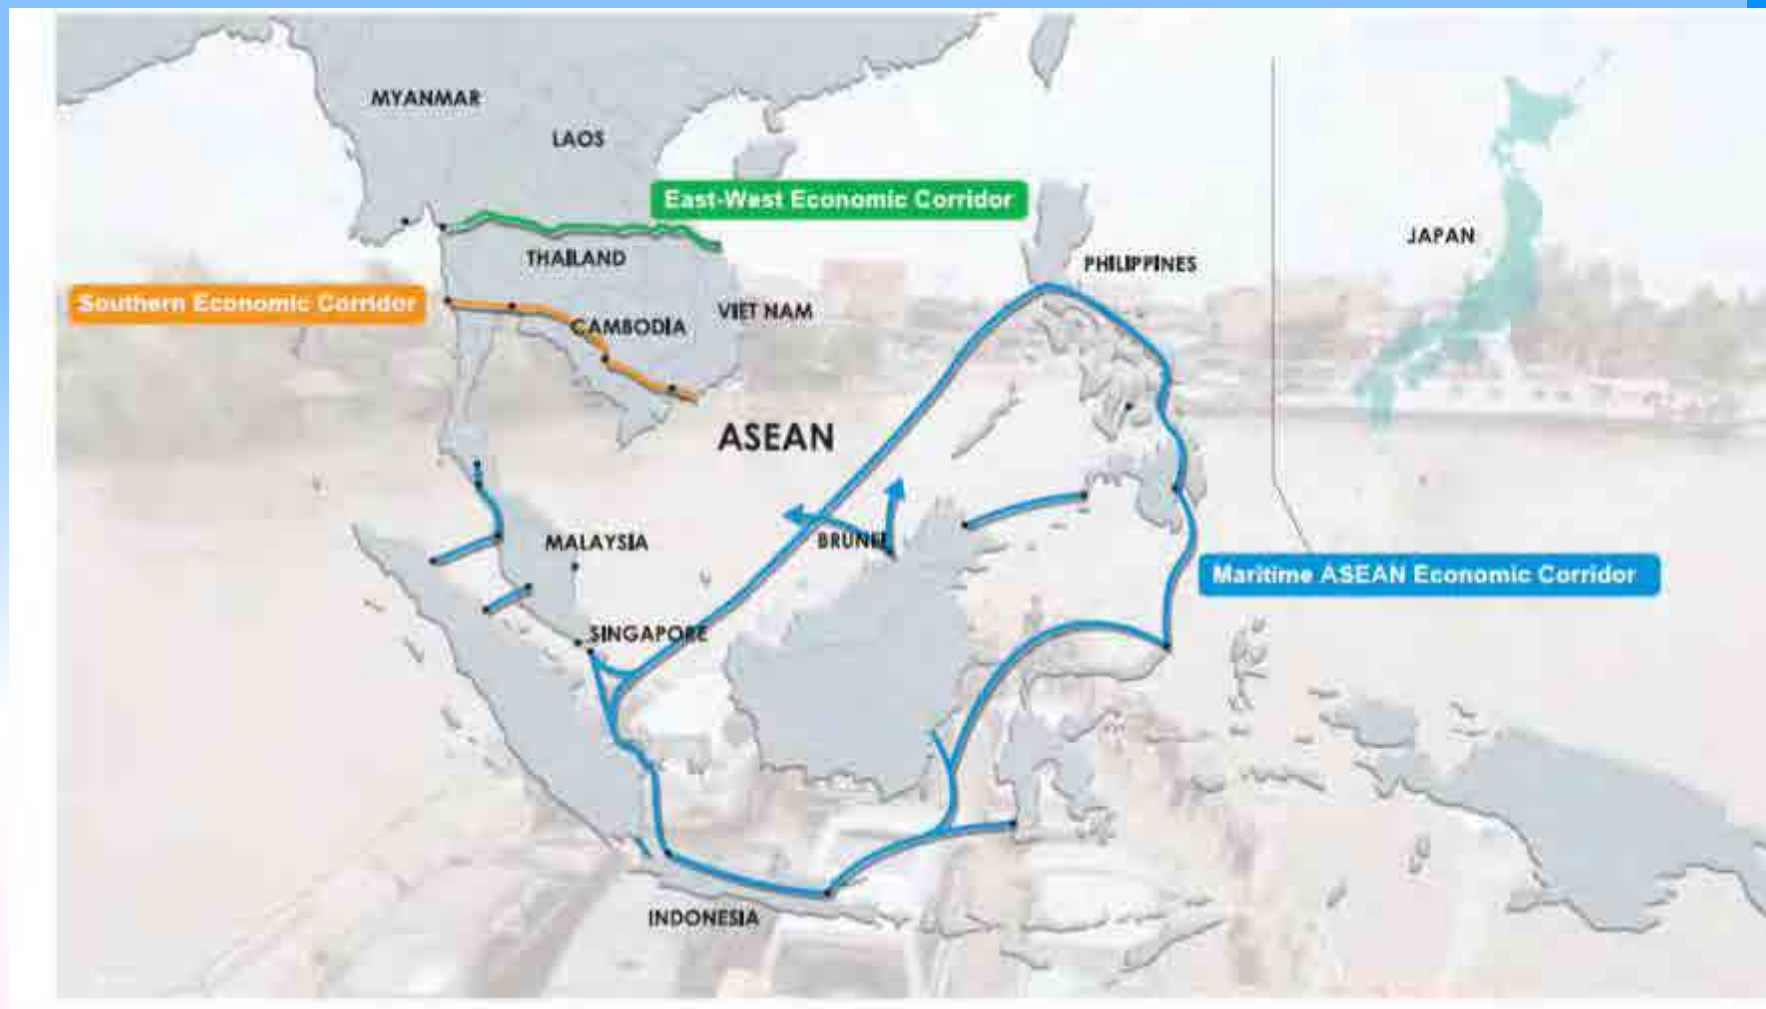 MYANMAR
LAOS
East-West Economic Corridor
JAPAN
THAILAND
PHILIPPINES
Southern Economic Corridor
VIET NAM
CAMBODIA
ASEAN
MALAYSIA
BRUNEI
Maritime ASEAN Economic Corridor
SINGAPORE
INDONESIA